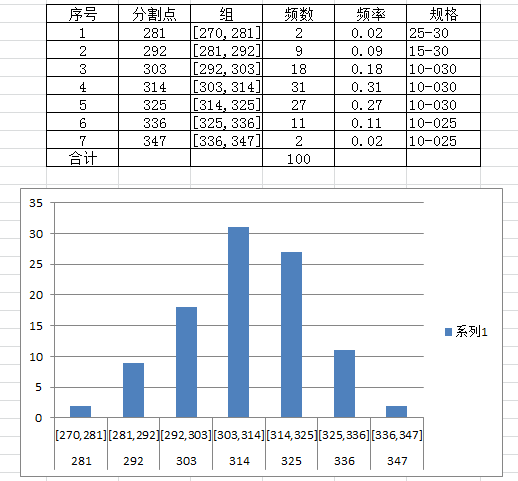 序号 分割点 组 频数 频率 规格
1 281 [270,281] 2 0.02 25-30
2 292 [281,292] 9 0.09 15-30
3 303 [292,303] 18 0.18 10-030
4 314 [303,314] 31 0.31 10-030
5 325 [314,325] 27 0.27 10-030
6 336 [325,336] 11 0.11 10-025
7 347 [336,347] 2 0.02 10-025
合计 100
35
30
25
20
15
10
5
0
系列1
[270,281] [281,292] [292,303] [303,314] [314,325] [325,336] [336,347]
281 292 303 314 325 336 347